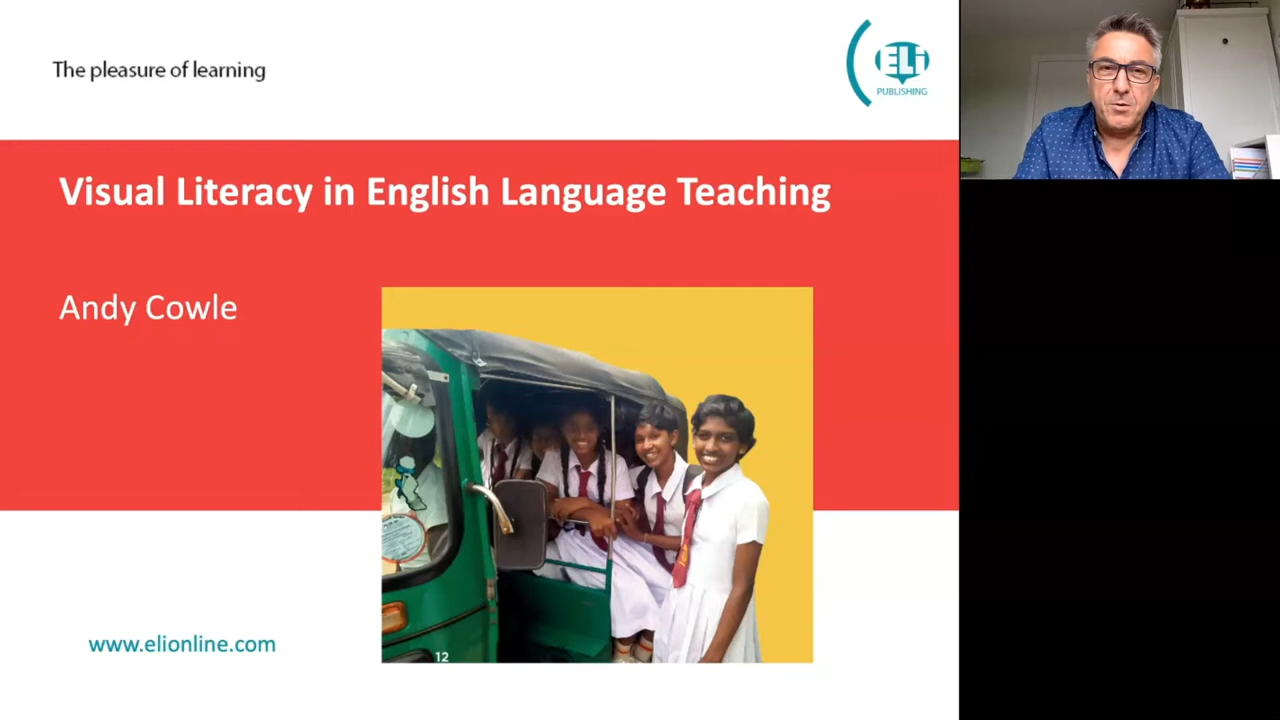 The pleasure of learning
ELi
PUBLISHING
Visual Literacy in English Language Teaching
Andy Cowle
12
www.elionline.com